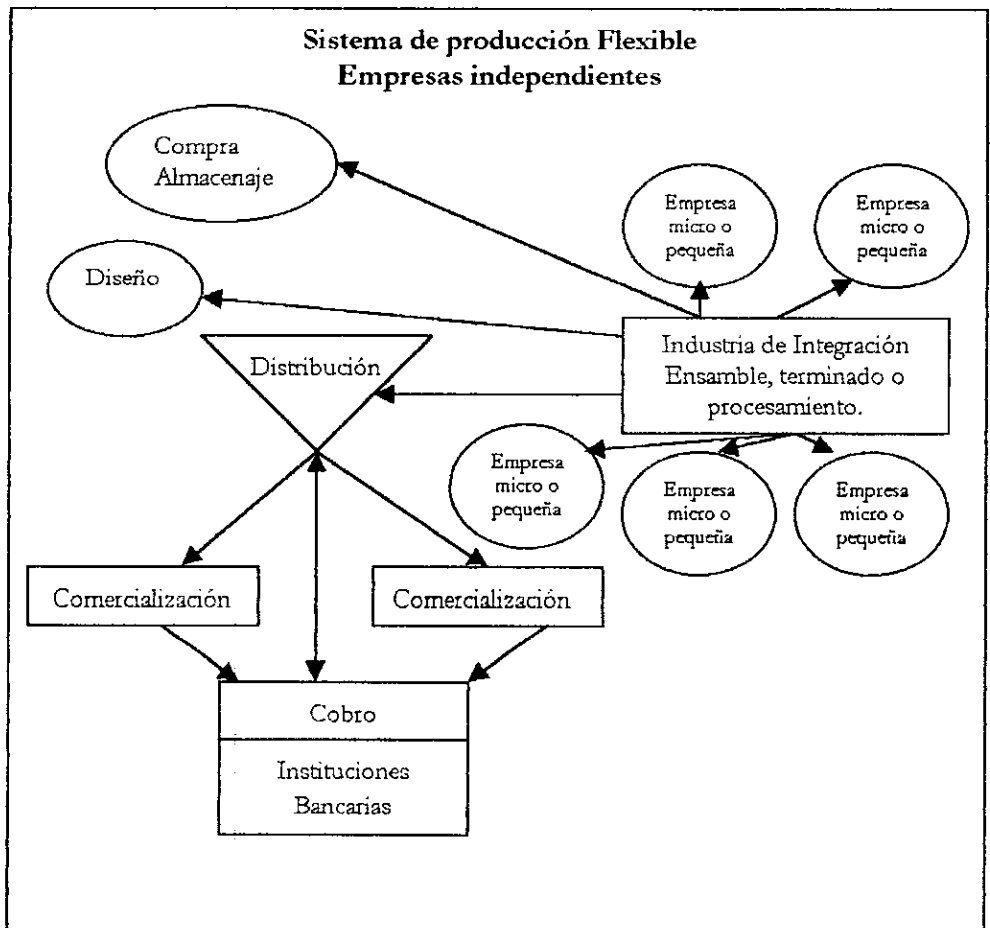 Sistema de producción Flexible
Empresas independientes
Compra
Almacenaje
Empresa
micro o
pequeña
Empresa
micro o
pequeña
Diseño
Industria de Integración
Ensamble, terminado o
procesamiento.
Distribución
Empresa
micro o
pequeña
Empresa
micro o
pequeña
Empresa
micro o
pequeña
Comercialización
Comercialización
Cobro
Instituciones
Bancarias